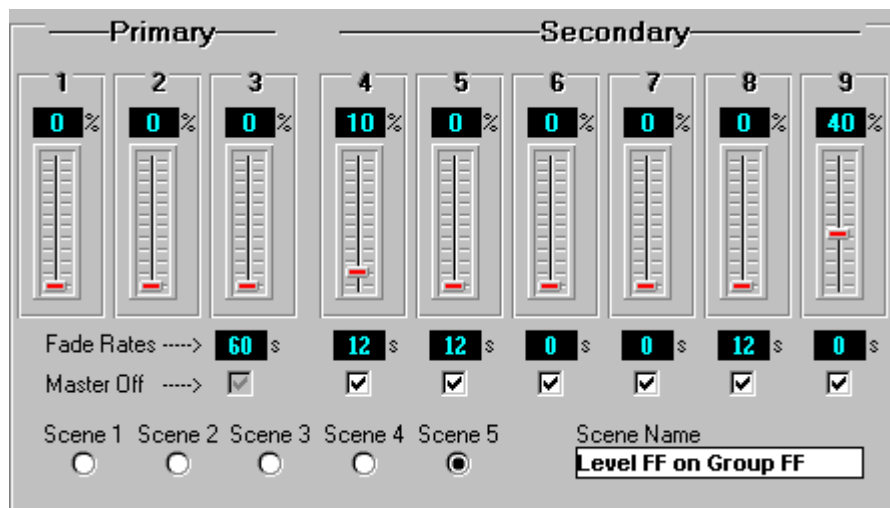 Primary Secondary
1 2 3 4 5 6 7 8 9
0 % 0 % 0 % 10 % 0 % 0 % 0 % 0 % 40 %
Fade Rates -----> 60 s 12 s 12 s 0 s 0 s 12 s 0 s
Master Off ----->
Scene 1 Scene 2 Scene 3 Scene 4 Scene 5 Scene Name
Level FF on Group FF